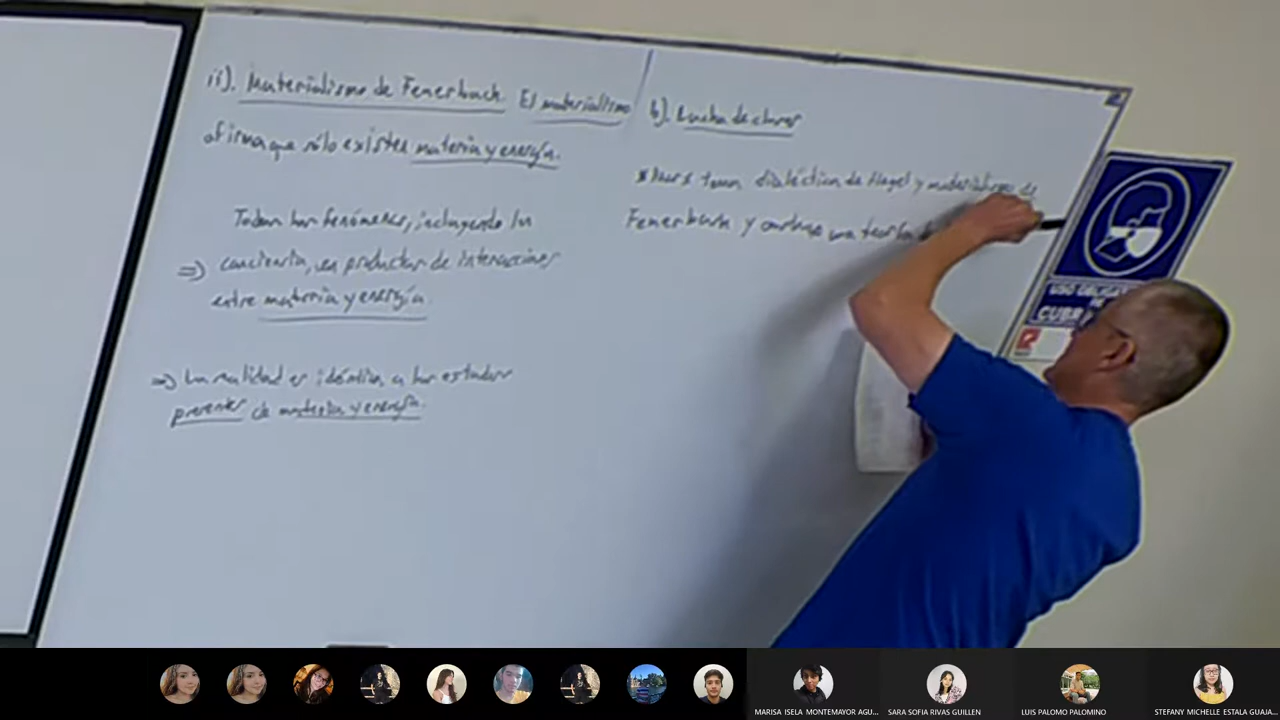 ii). Materialismo de Feuerbach. El materialismo
afirma que sólo existen materia y energía.
Todos los fenómenos, incluyendo la
=> conciencia, son productos de interacciones
entre materia y energía.
=> La realidad es idéntica a los estados
presentes de materia y energía.
b). Lucha de clases
Marx toma dialéctica de Hegel y materialismo de
Feuerbach y una teoría
USO OBLIGA
CUBR
MARISA ISELA MONTEMAYOR AGU...
SARA SOFIA RIVAS GUILLEN
LUIS PALOMO PALOMINO
STEFANY MICHELLE ESTALA GUAJA...